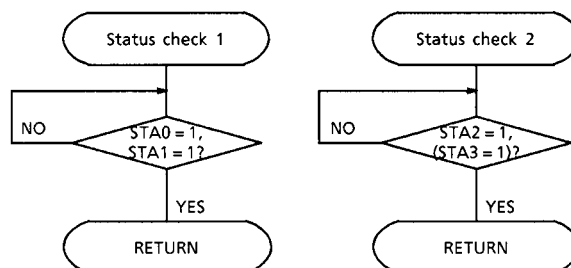 Status check 1
NO
STA0 = 1,
STA1 = 1?
YES
RETURN
Status check 2
NO
STA2 = 1,
(STA3 = 1)?
YES
RETURN